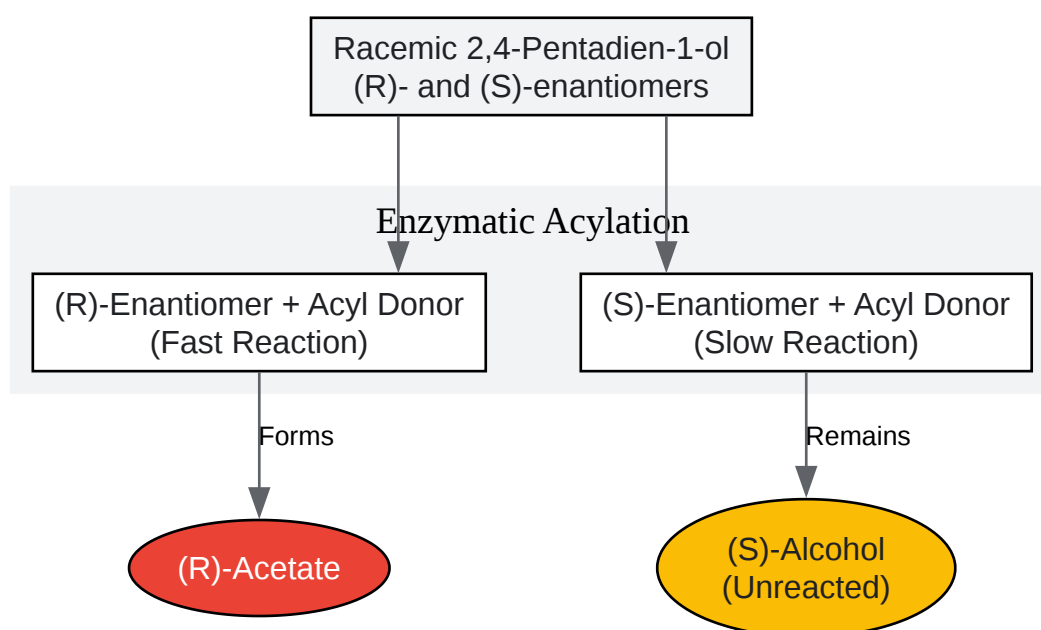 Racemic 2,4-Pentadien-1-ol
(R)- and (S)-enantiomers
Enzymatic Acylation
(R)-Enantiomer + Acyl Donor
(Fast Reaction)
(S)-Enantiomer + Acyl Donor
(Slow Reaction)
Forms
Remains
(R)-Acetate
(S)-Alcohol
(Unreacted)